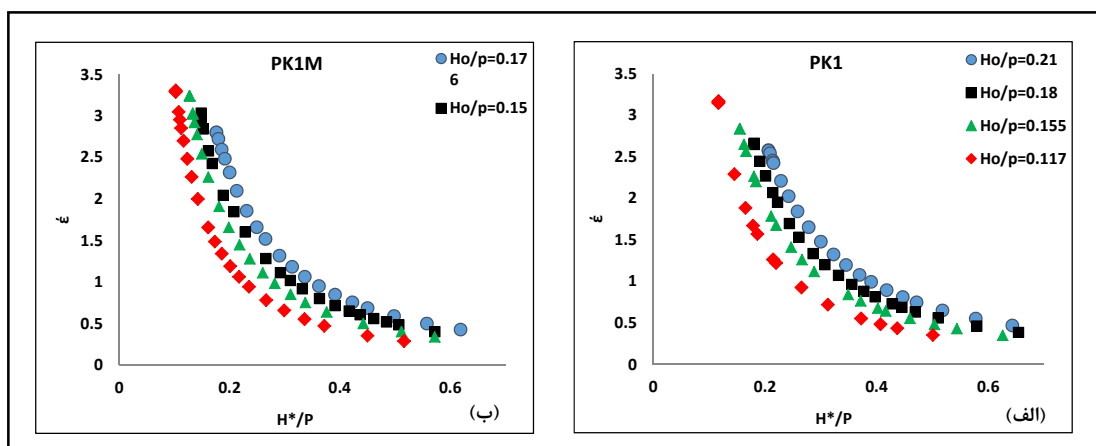 PK1M
Ho/p=0.17
6
Ho/p=0.15
3.5
3
2.5
2
1.5
1
0.5
0
0
0.2
0.4
0.6
έ
H*/P
(ب)
PK1
Ho/p=0.21
Ho/p=0.18
Ho/p=0.155
Ho/p=0.117
3.5
3
2.5
2
1.5
1
0.5
0
0
0.2
0.4
0.6
έ
H*/P
(الف)